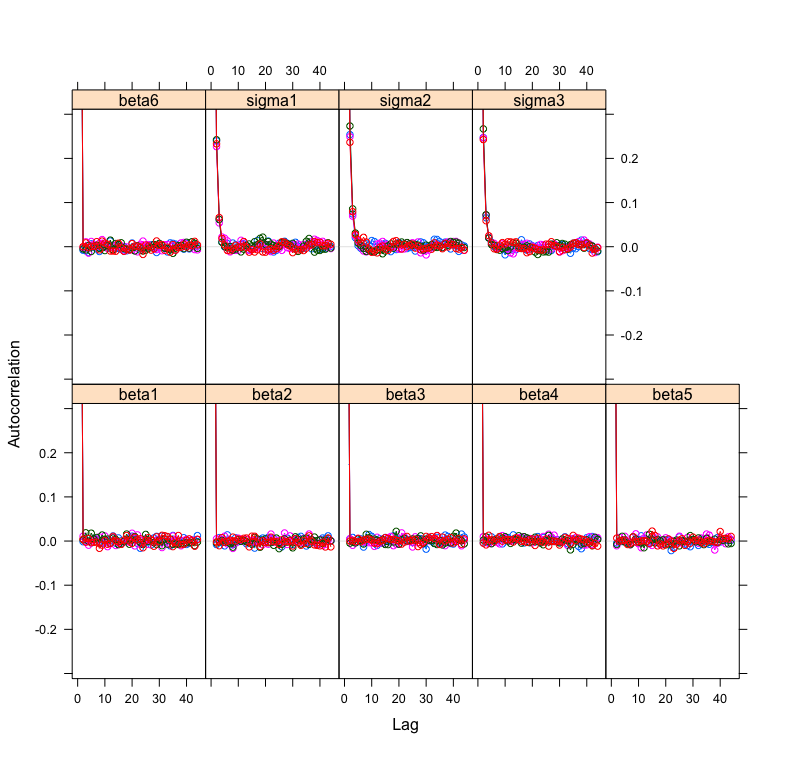 0 10 20 30 40 0 10 20 30 40
beta6 sigma1 sigma2 sigma3
0.2
0.1
0.0
-0.1
-0.2
Autocorrelation
beta1 beta2 beta3 beta4 beta5
0.2
0.1
0.0
-0.1
-0.2
0 10 20 30 40 0 10 20 30 40 0 10 20 30 40
Lag